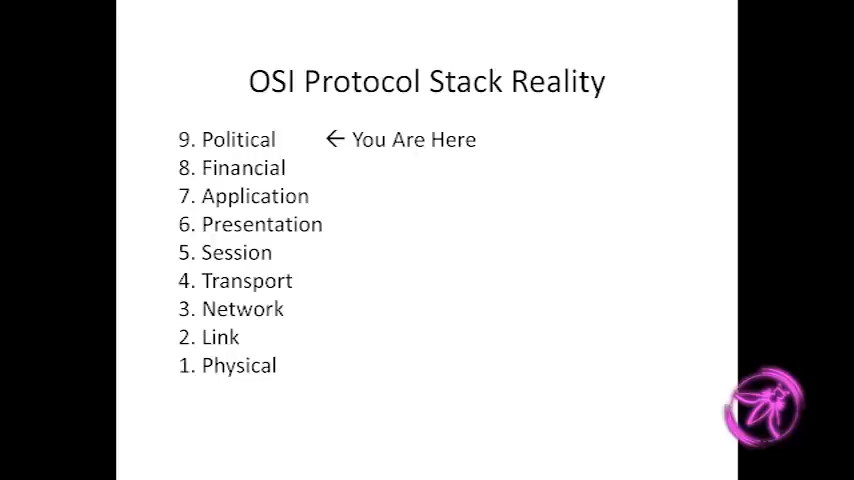 OSI Protocol Stack Reality
9. Political ← You Are Here
8. Financial
7. Application
6. Presentation
5. Session
4. Transport
3. Network
2. Link
1. Physical